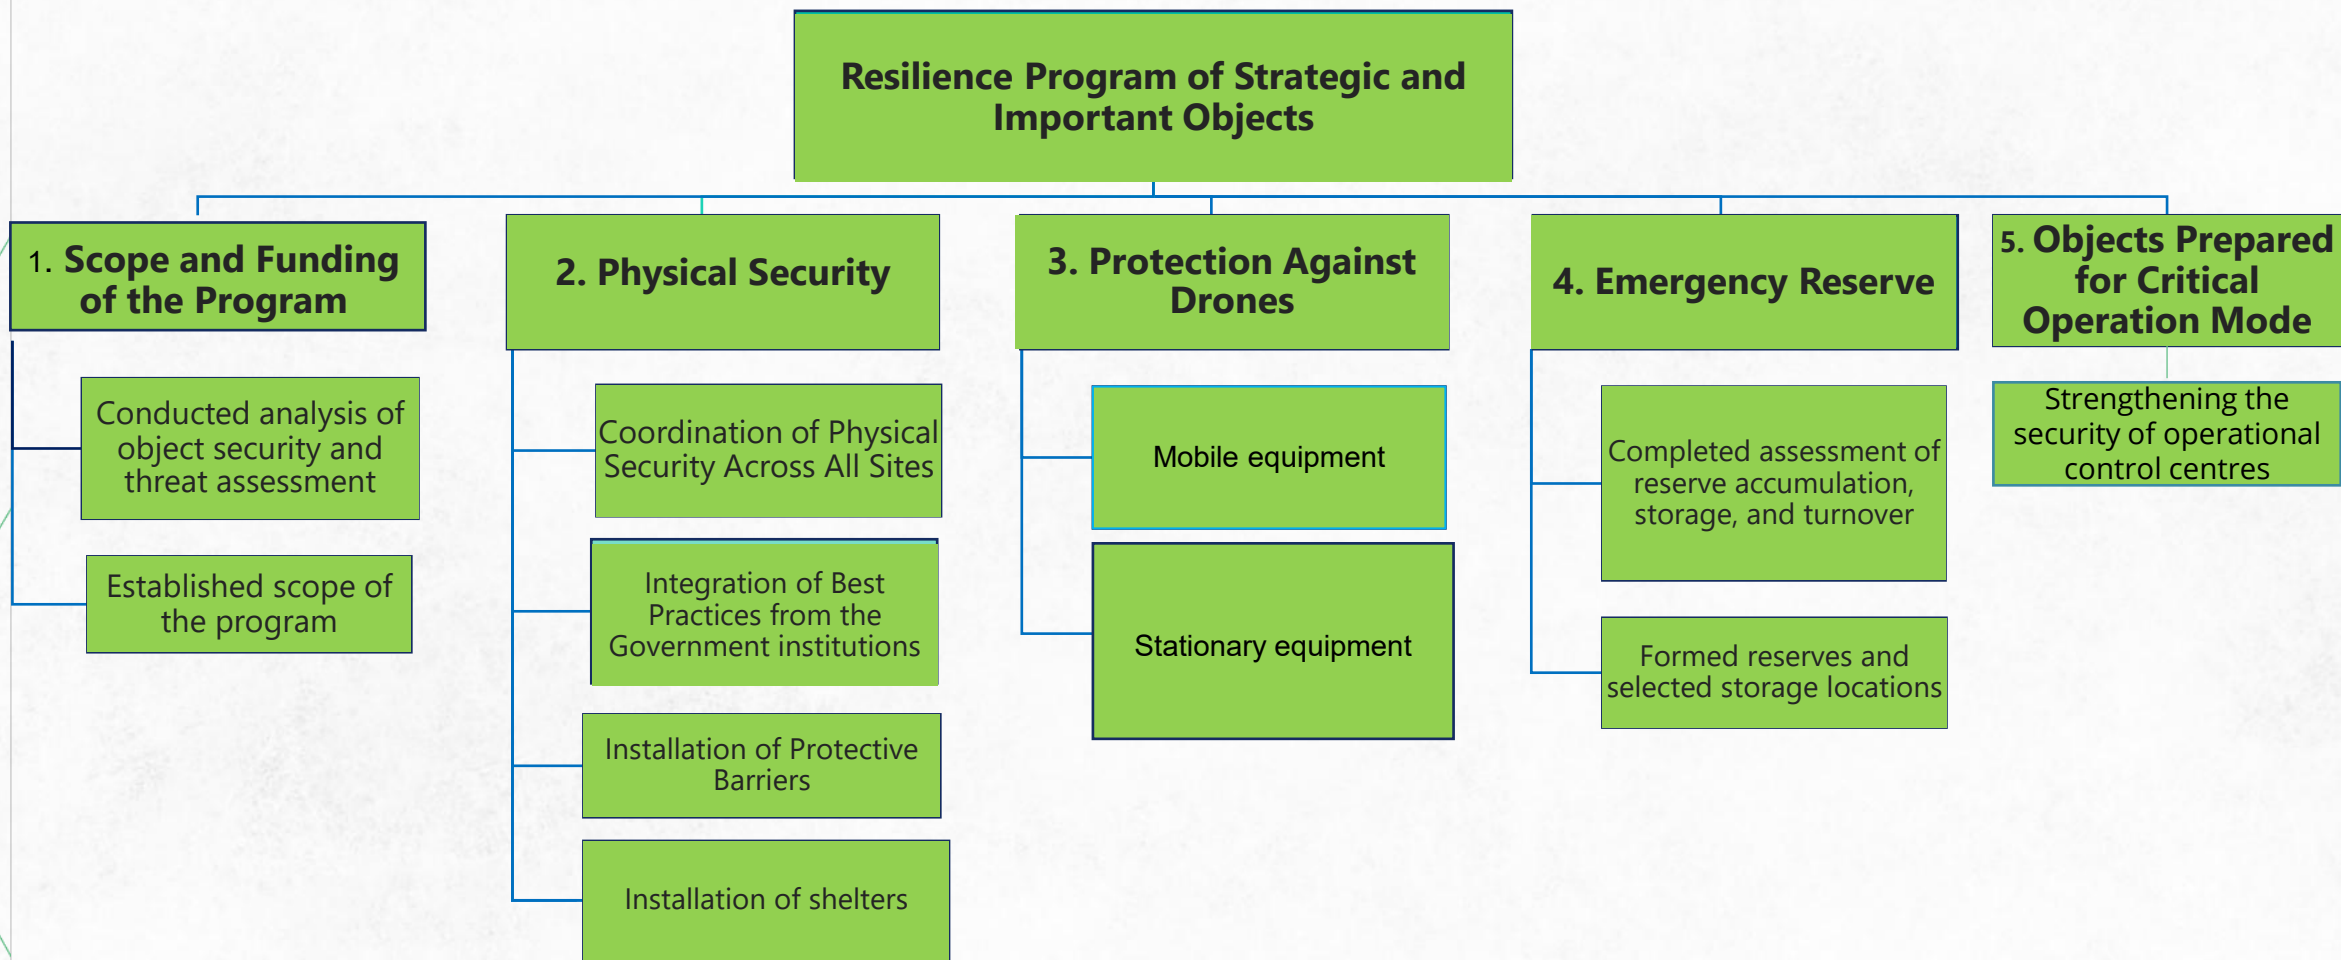 Resilience Program of Strategic and
Important Objects
1. Scope and Funding
of the Program
Conducted analysis of
object security and
threat assessment
Established scope of
the program
2. Physical Security
Coordination of Physical
Security Across All Sites
Integration of Best
Practices from the
Government institutions
Installation of Protective
Barriers
Installation of shelters
3. Protection Against
Drones
Mobile equipment
Stationary equipment
4. Emergency Reserve
Completed assessment of
reserve accumulation,
storage, and turnover
Formed reserves and
selected storage locations
5. Objects Prepared
for Critical
Operation Mode
Strengthening the
security of operational
control centres